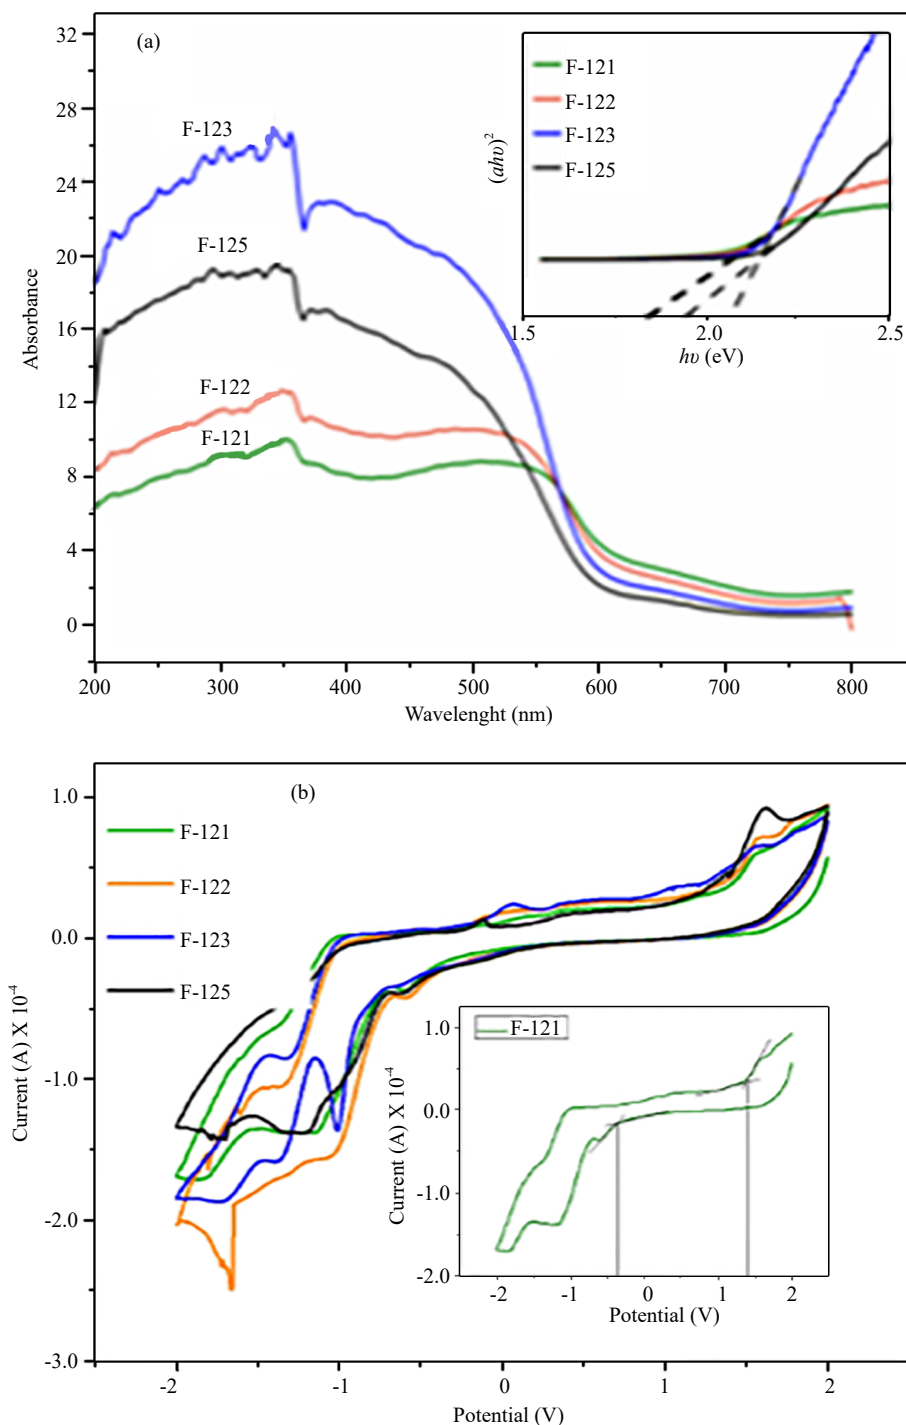 (a)
32
28
24
20
16
12
8
4
0
Absorbance
F-123
F-125
F-122
F-121
200 300 400 500 600 700 800
Wavelenght (nm)
F-121
F-122
F-123
F-125
(ahυ)²
1.5 2.0 2.5
hυ (eV)
(b)
1.0
0.0
-1.0
-2.0
-3.0
Current (A) X 10⁻⁴
F-121
F-122
F-123
F-125
-2 -1 0 1 2
Potential (V)
F-121
1.0
0.0
-1.0
-2.0
Current (A) X 10⁻⁴
-2 -1 0 1 2
Potential (V)